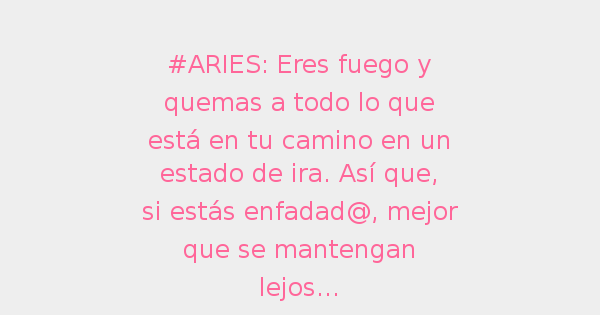 #ARIES: Eres fuego y
quemas a todo lo que
está en tu camino en un
estado de ira. Así que,
si estás enfadad@, mejor
que se mantengan
lejos...